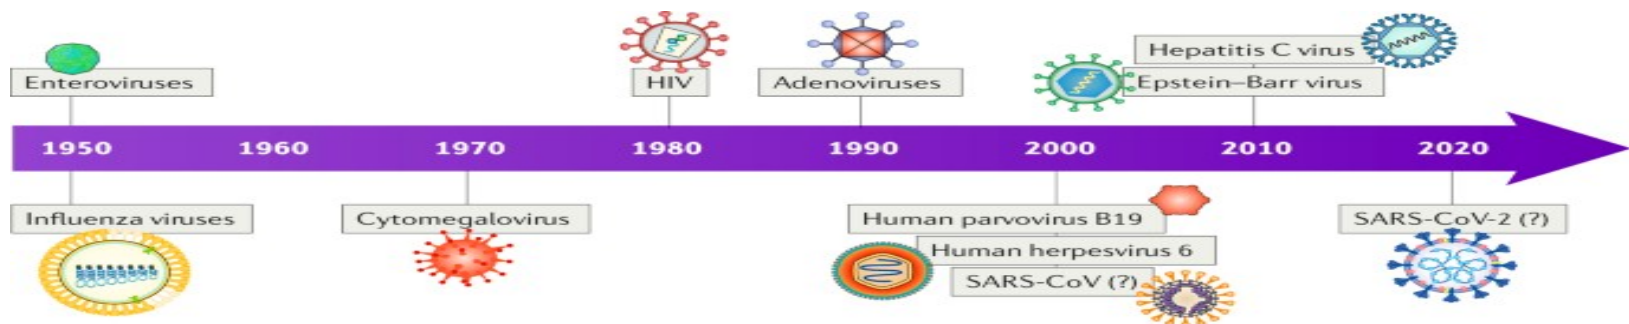 Hepatitis C virus
Enteroviruses
HIV
Adenoviruses
Epstein–Barr virus
1950 1960 1970 1980 1990 2000 2010 2020
Influenza viruses
Cytomegalovirus
Human parvovirus B19
SARS-CoV-2 (?)
Human herpesvirus 6
SARS-CoV (?)